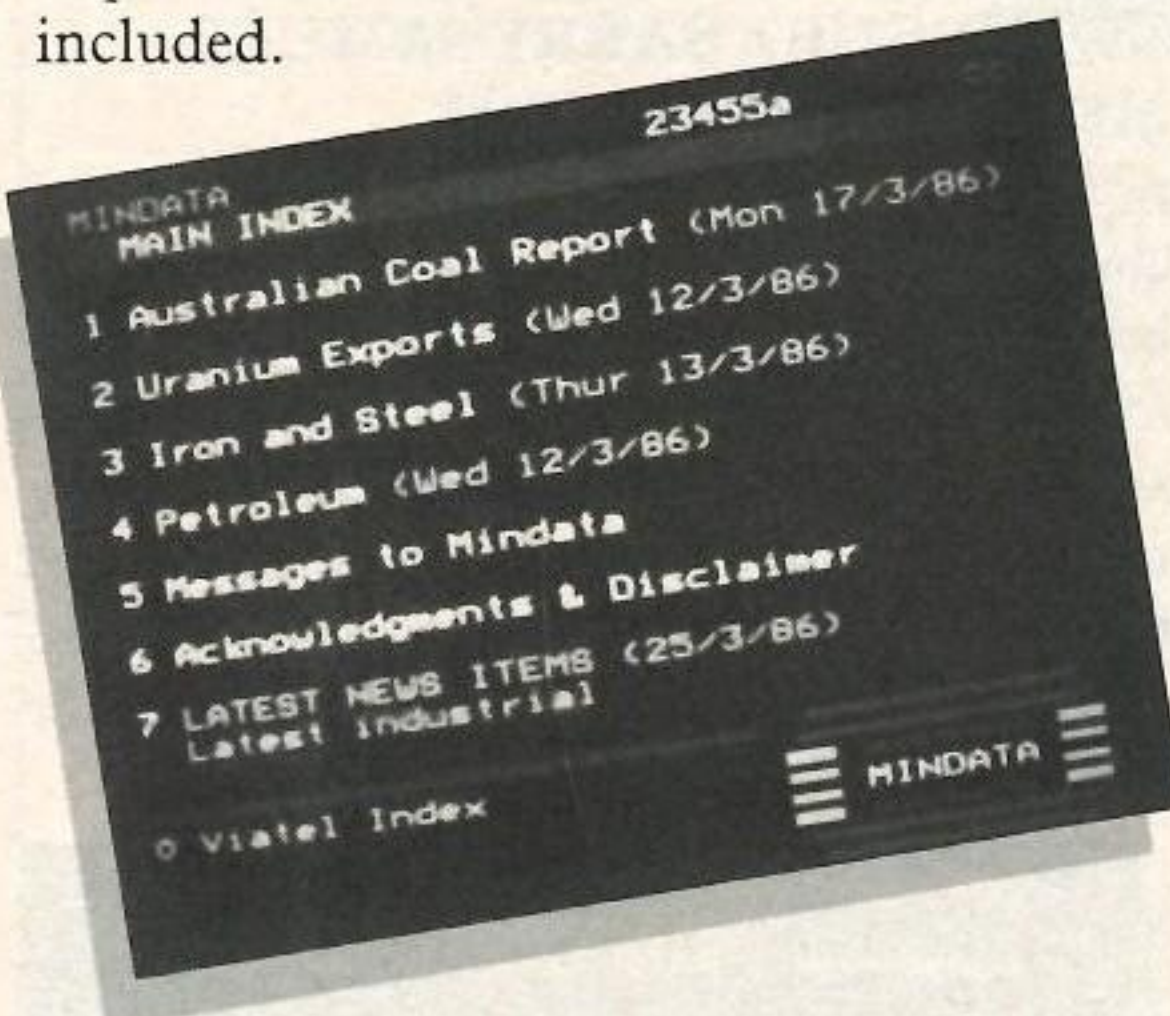 included.
23455a
MINDATA
MAIN INDEX
1 Australian Coal Report (Mon 17/3/86)
2 Uranium Exports (Wed 12/3/86)
3 Iron and Steel (Thur 13/3/86)
4 Petroleum (Wed 12/3/86)
5 Messages to Mindata
6 Acknowledgments & Disclaimer
7 LATEST NEWS ITEMS (25/3/86)
Latest industrial
0 Viatel Index
MINDATA